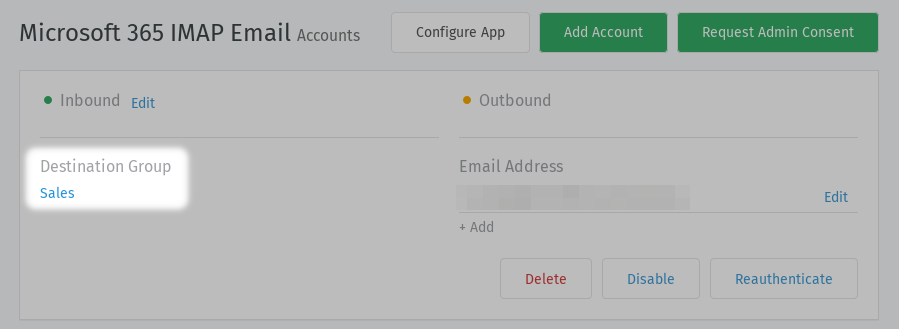 Microsoft 365 IMAP Email Accounts
Configure App
Add Account
Request Admin Consent
Inbound Edit
Outbound
Destination Group
Sales
Email Address
Edit
+ Add
Delete
Disable
Reauthenticate